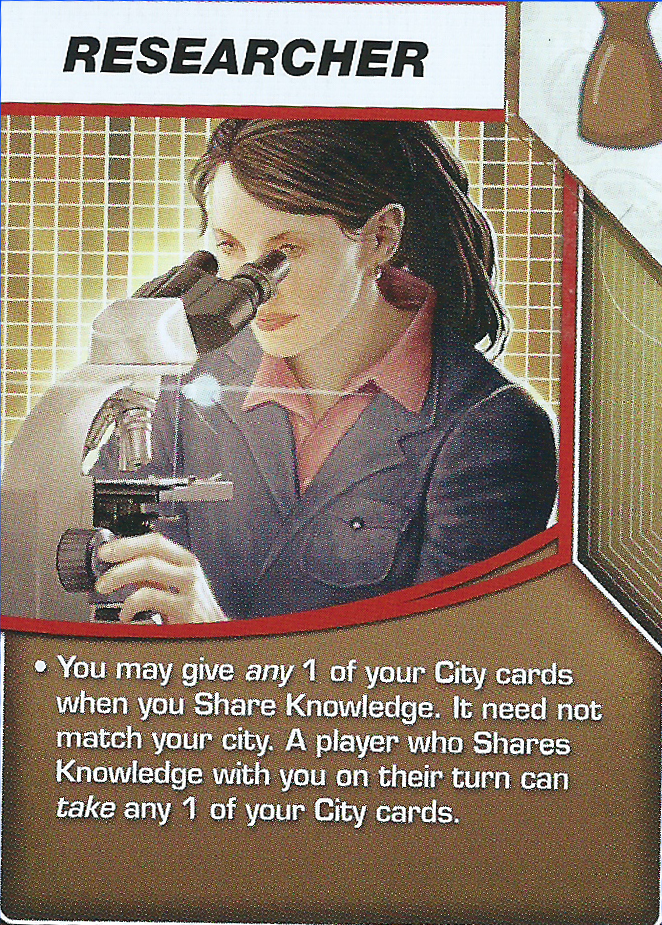 RESEARCHER
• You may give any 1 of your City cards
when you Share Knowledge. It need not
match your city. A player who Shares
Knowledge with you on their turn can
take any 1 of your City cards.